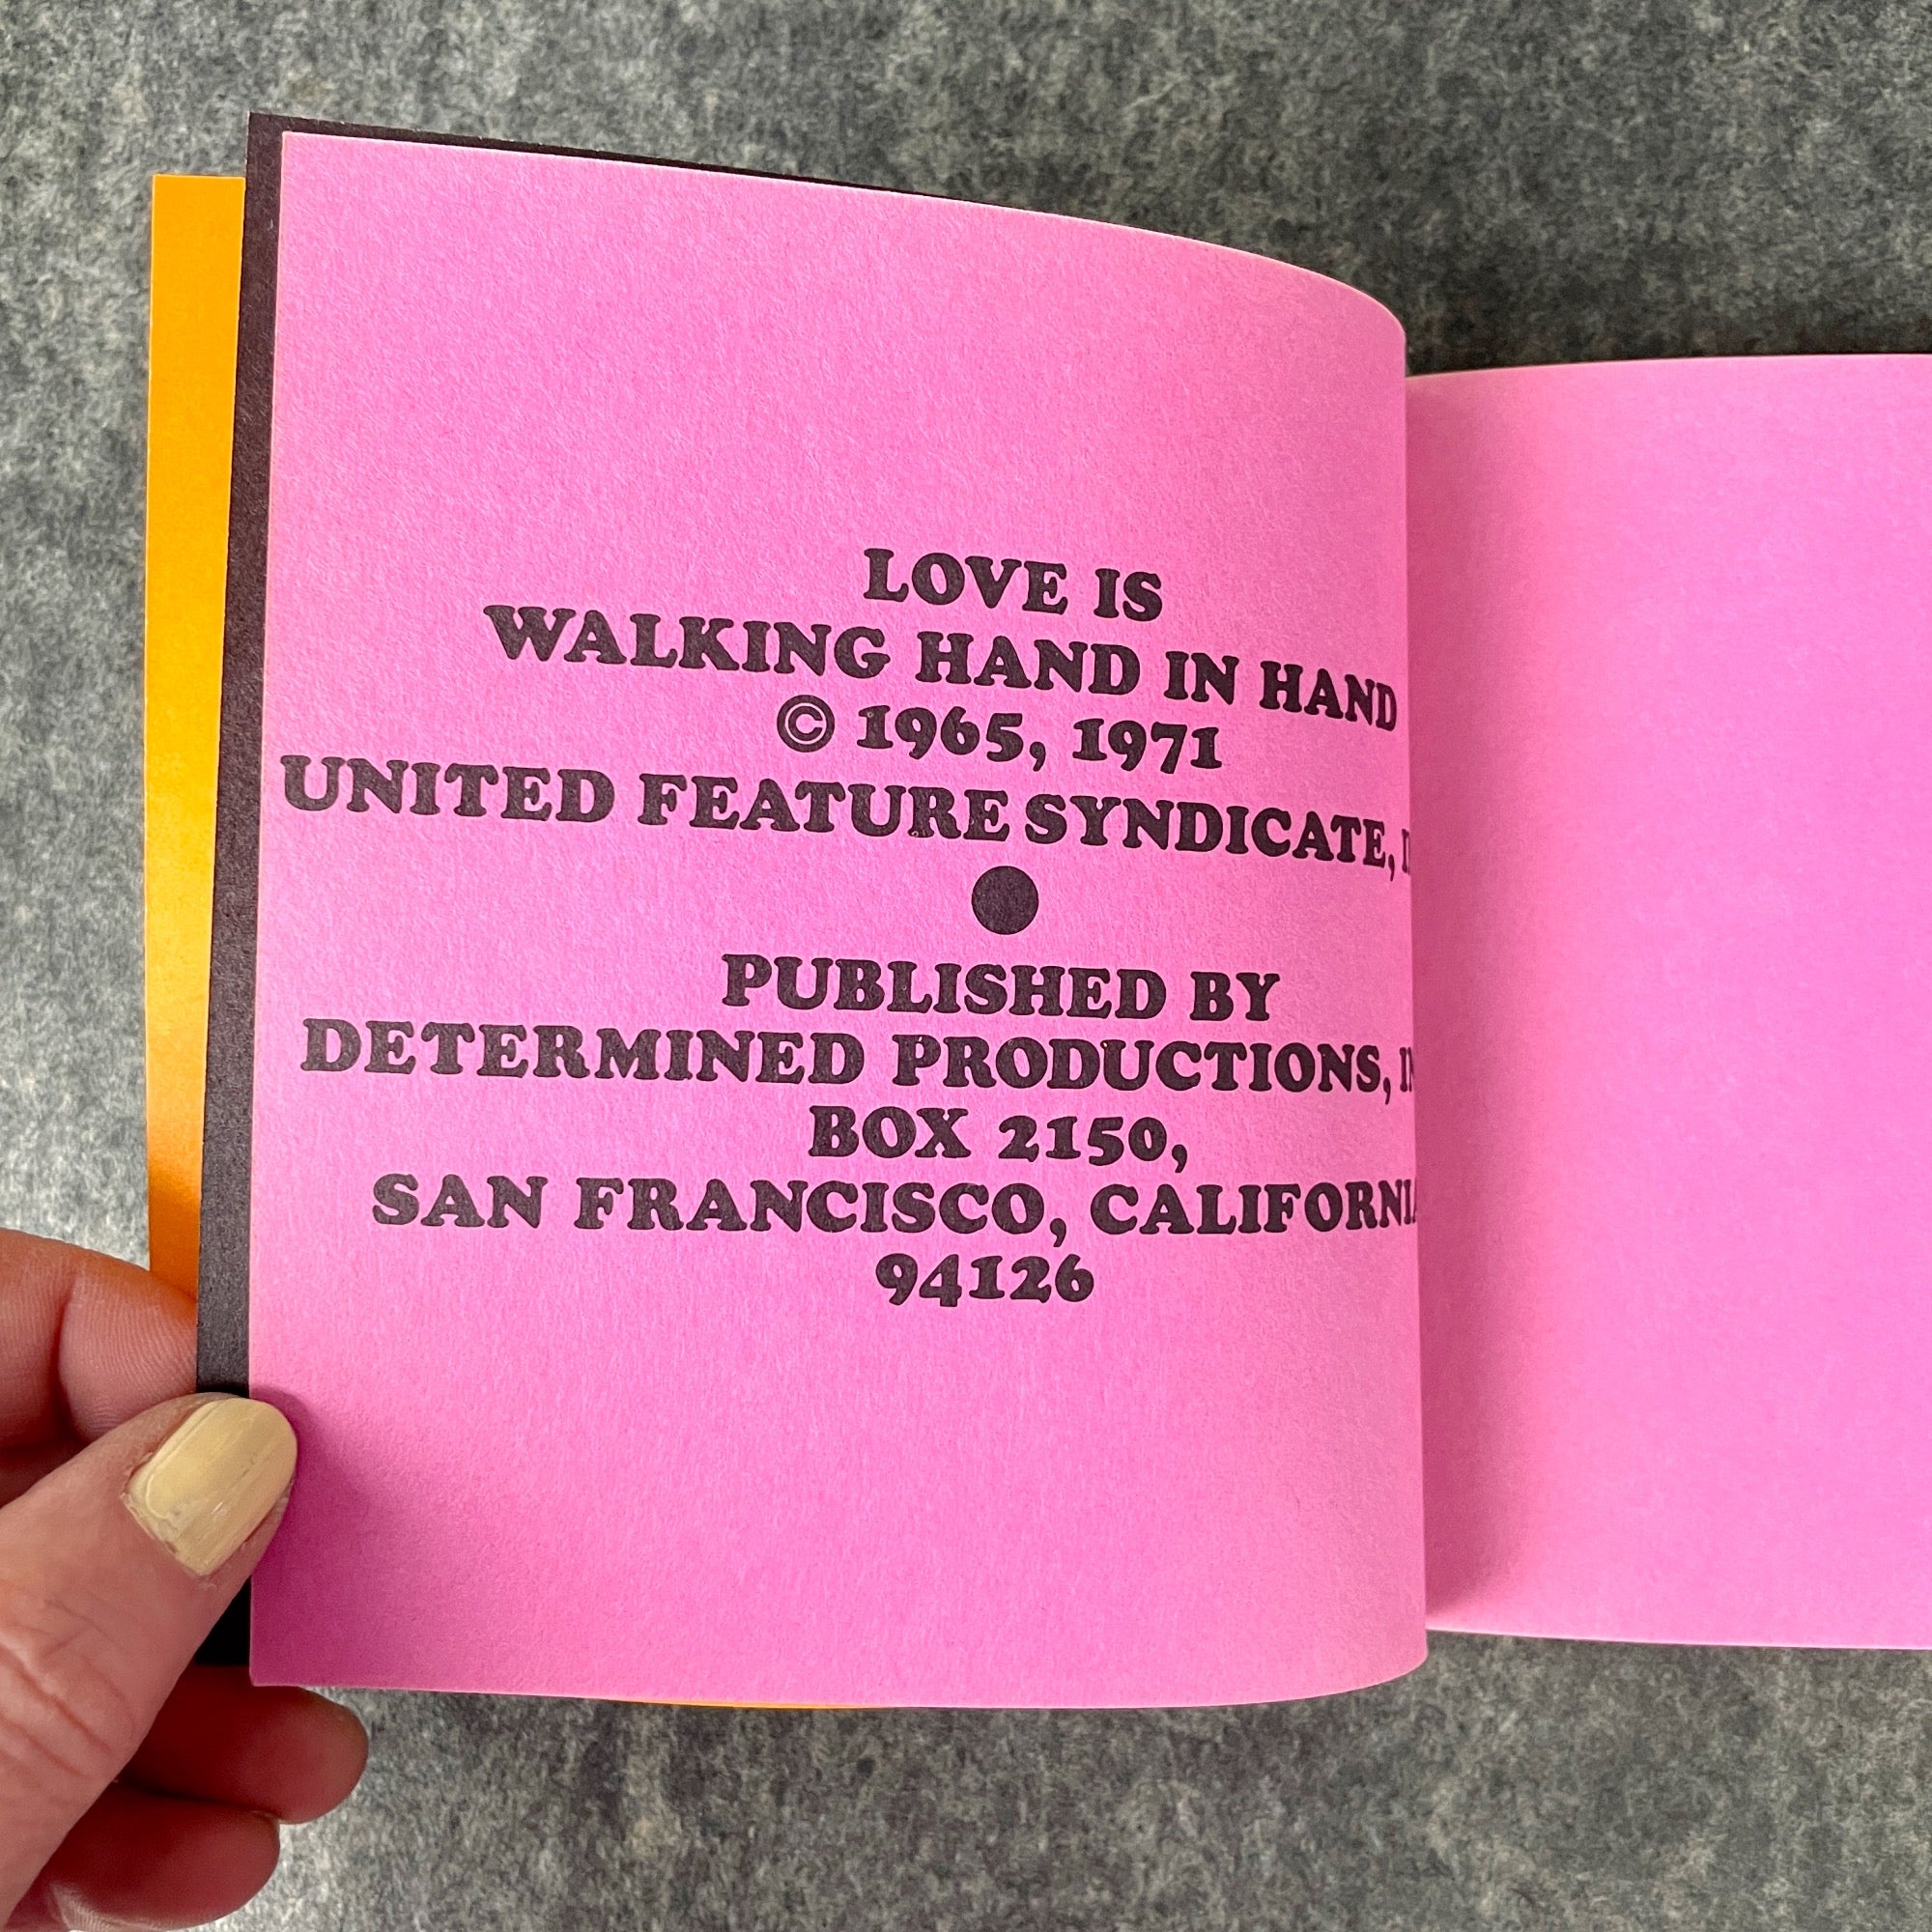 LOVE IS
WALKING HAND IN HAND
© 1965, 1971
UNITED FEATURE SYNDICATE,
PUBLISHED BY
DETERMINED PRODUCTIONS,
BOX 2150,
SAN FRANCISCO, CALIFORNIA
94126